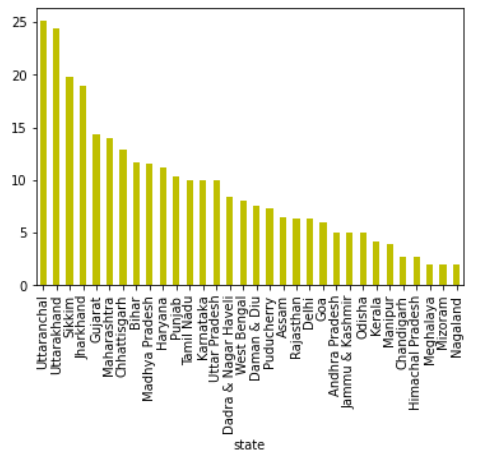 25
20
15
10
5
0
Uttaranchal
Uttarakhand
Sikkim
Jharkhand
Gujarat
Maharashtra
Chhattisgarh
Bihar
Madhya Pradesh
Haryana
Punjab
Tamil Nadu
Karnataka
Uttar Pradesh
Dadra & Nagar Haveli
West Bengal
Daman & Diu
Puducherry
Assam
Rajasthan
Delhi
Goa
Andhra Pradesh
Jammu & Kashmir
Odisha
Kerala
Manipur
Chandigarh
Himachal Pradesh
Meghalaya
Mizoram
Nagaland
state